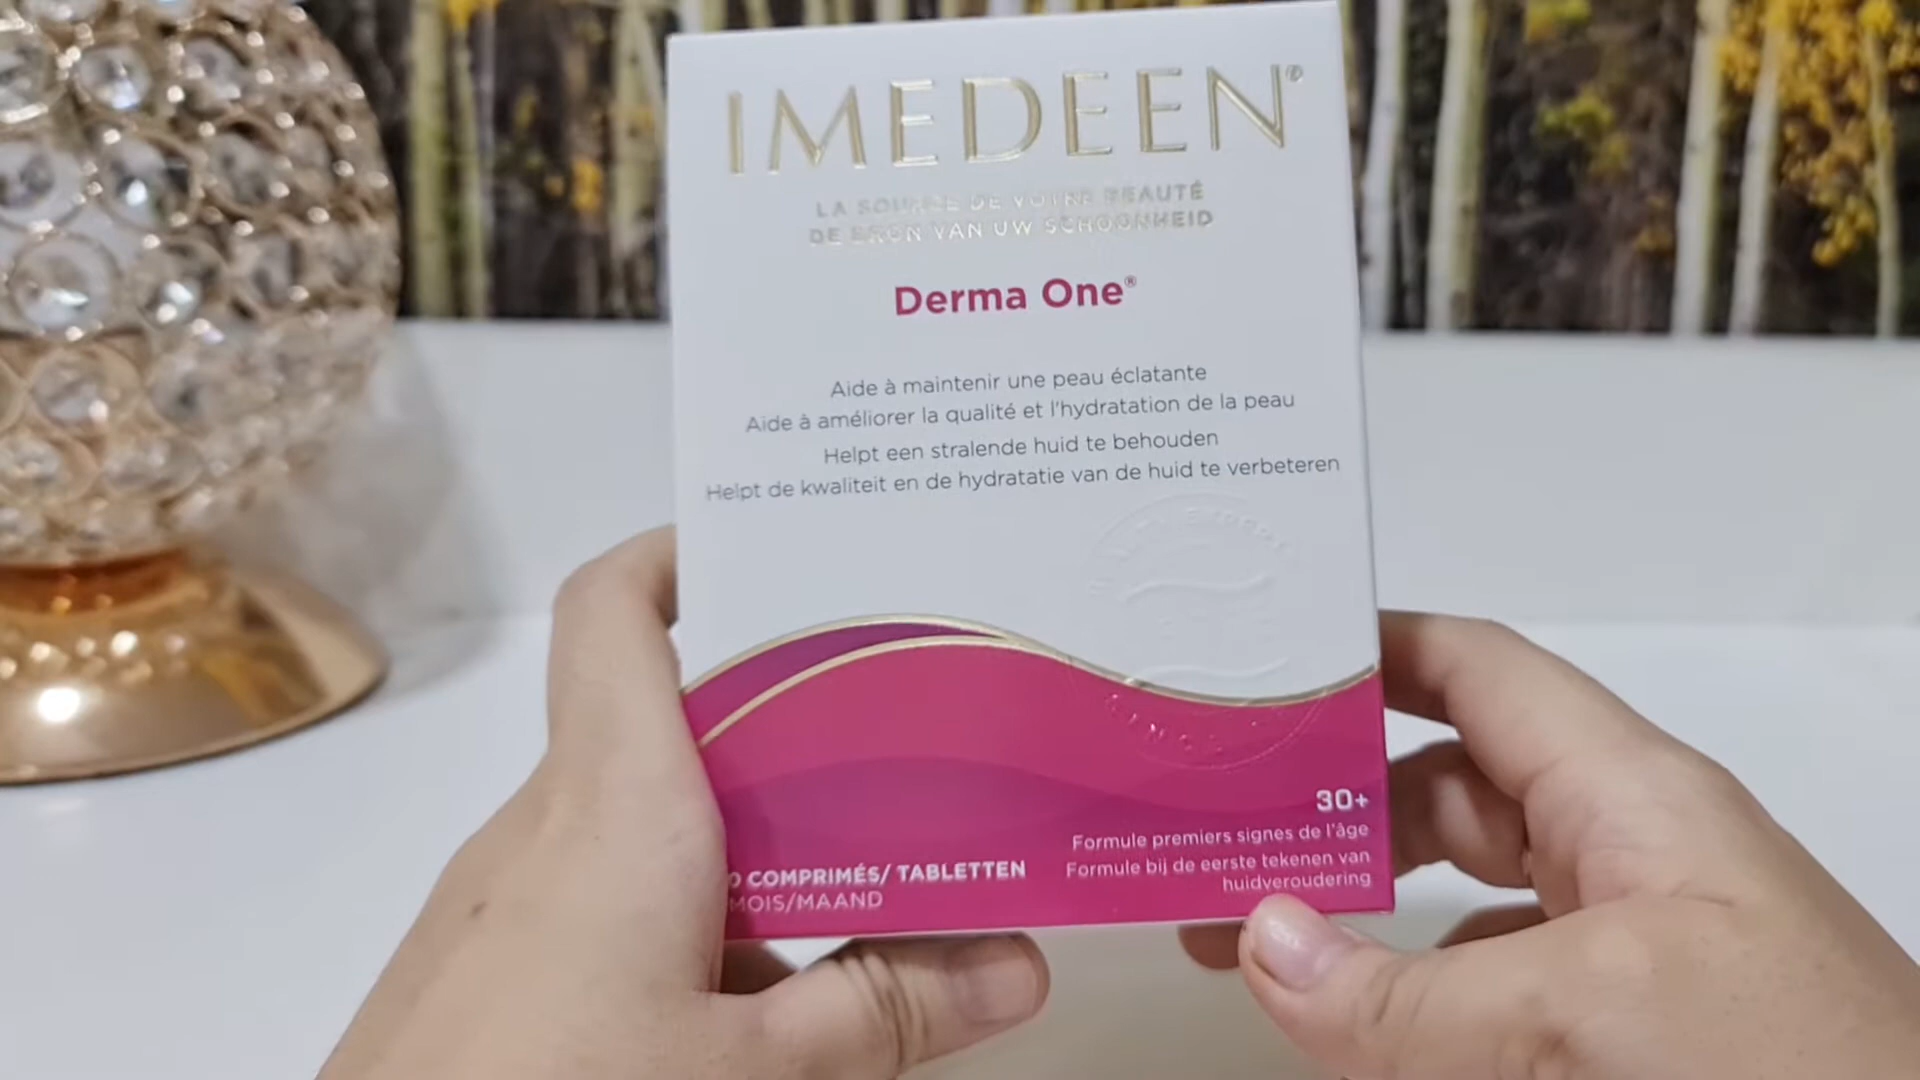 IMEDEEN®
LA SOURCE DE VOTRE BEAUTÉ
DE BRON VAN UW SCHOONHEID
Derma One®
Aide à maintenir une peau éclatante
Aide à améliorer la qualité et l'hydratation de la peau
Helpt een stralende huid te behouden
Helpt de kwaliteit en de hydratatie van de huid te verbeteren
30+
Formule premiers signes de l'âge
Formule bij de eerste tekenen van
huidveroudering
0 COMPRIMÉS/ TABLETTEN
MOIS/MAAND